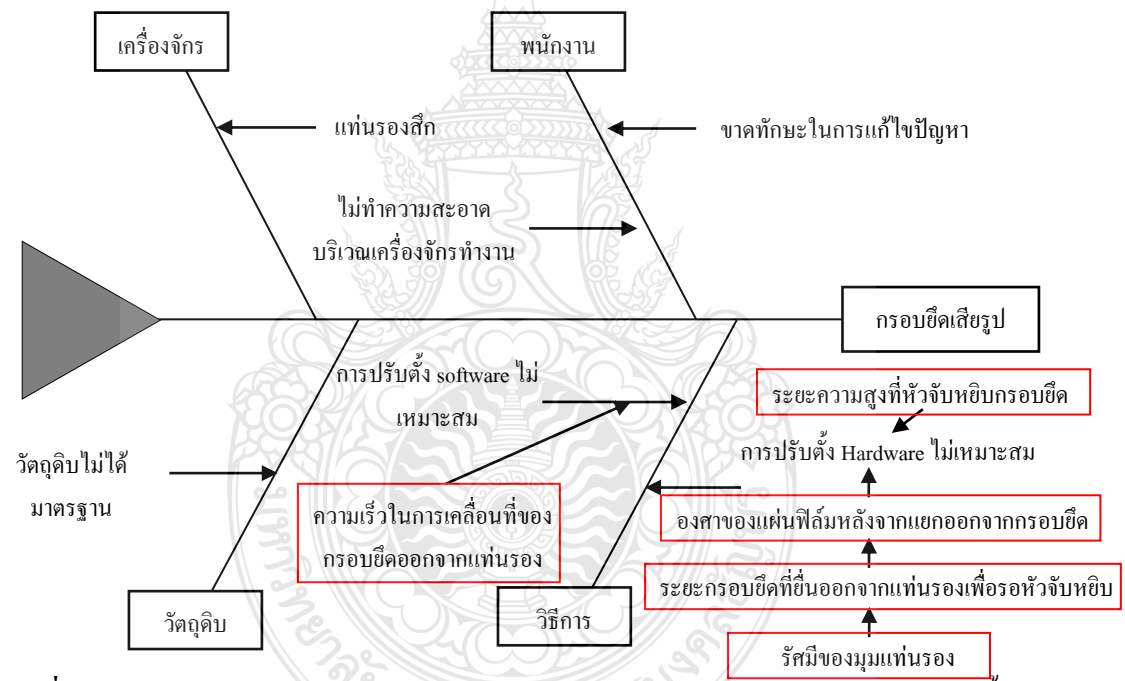 เครื่องจักร
พนักงาน
แท่นรองสึก
ขาดทักษะในการแก้ไขปัญหา
ไม่ทำความสะอาด
บริเวณเครื่องจักรทำงาน
กรอบยึดเสียรูป
การปรับตั้ง software ไม่
เหมาะสม
ระยะความสูงที่หัวจับหยิบกรอบยึด
การปรับตั้ง Hardware ไม่เหมาะสม
วัตถุดิบไม่ได้
มาตรฐาน
ความเร็วในการเคลื่อนที่ของ
กรอบยึดออกจากแท่นรอง
องศาของแผ่นฟิล์มหลังจากแยกออกจากกรอบยึด
ระยะกรอบยึดที่ยื่นออกจากแท่นรองเพื่อรอหัวจับหยิบ
วัตถุดิบ
วิธีการ
รัศมีของมุมแท่นรอง